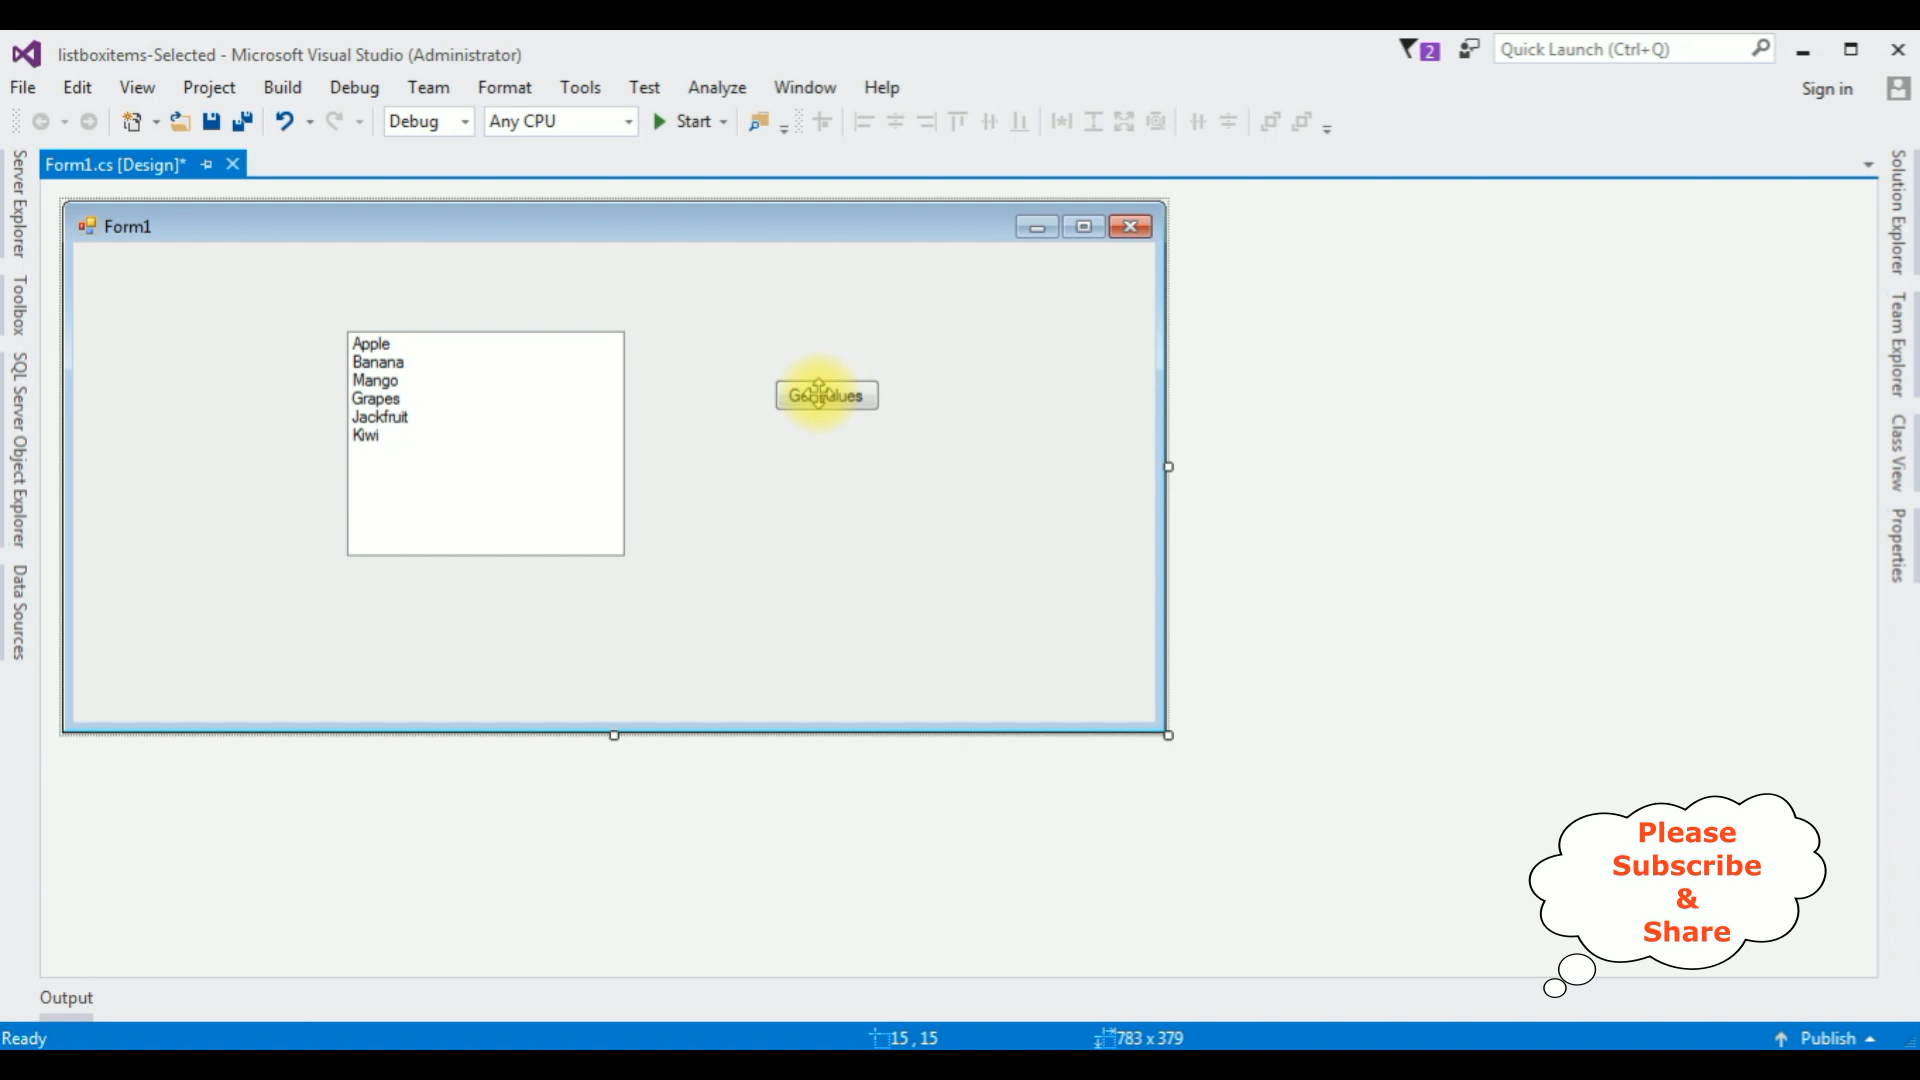 listboxitems-Selected - Microsoft Visual Studio (Administrator)
2
Quick Launch (Ctrl+Q)
File Edit View Project Build Debug Team Format Tools Test Analyze Window Help
Sign in
Debug
Any CPU
Start
Server Explorer
Toolbox
SQL Server Object Explorer
Data Sources
Form1.cs [Design]*
Form1
Apple
Banana
Mango
Grapes
Jackfruit
Kiwi
Solution Explorer
Team Explorer
Class View
Properties
Please
Subscribe
&
Share
Output
Ready
15 , 15
783 x 379
Publish